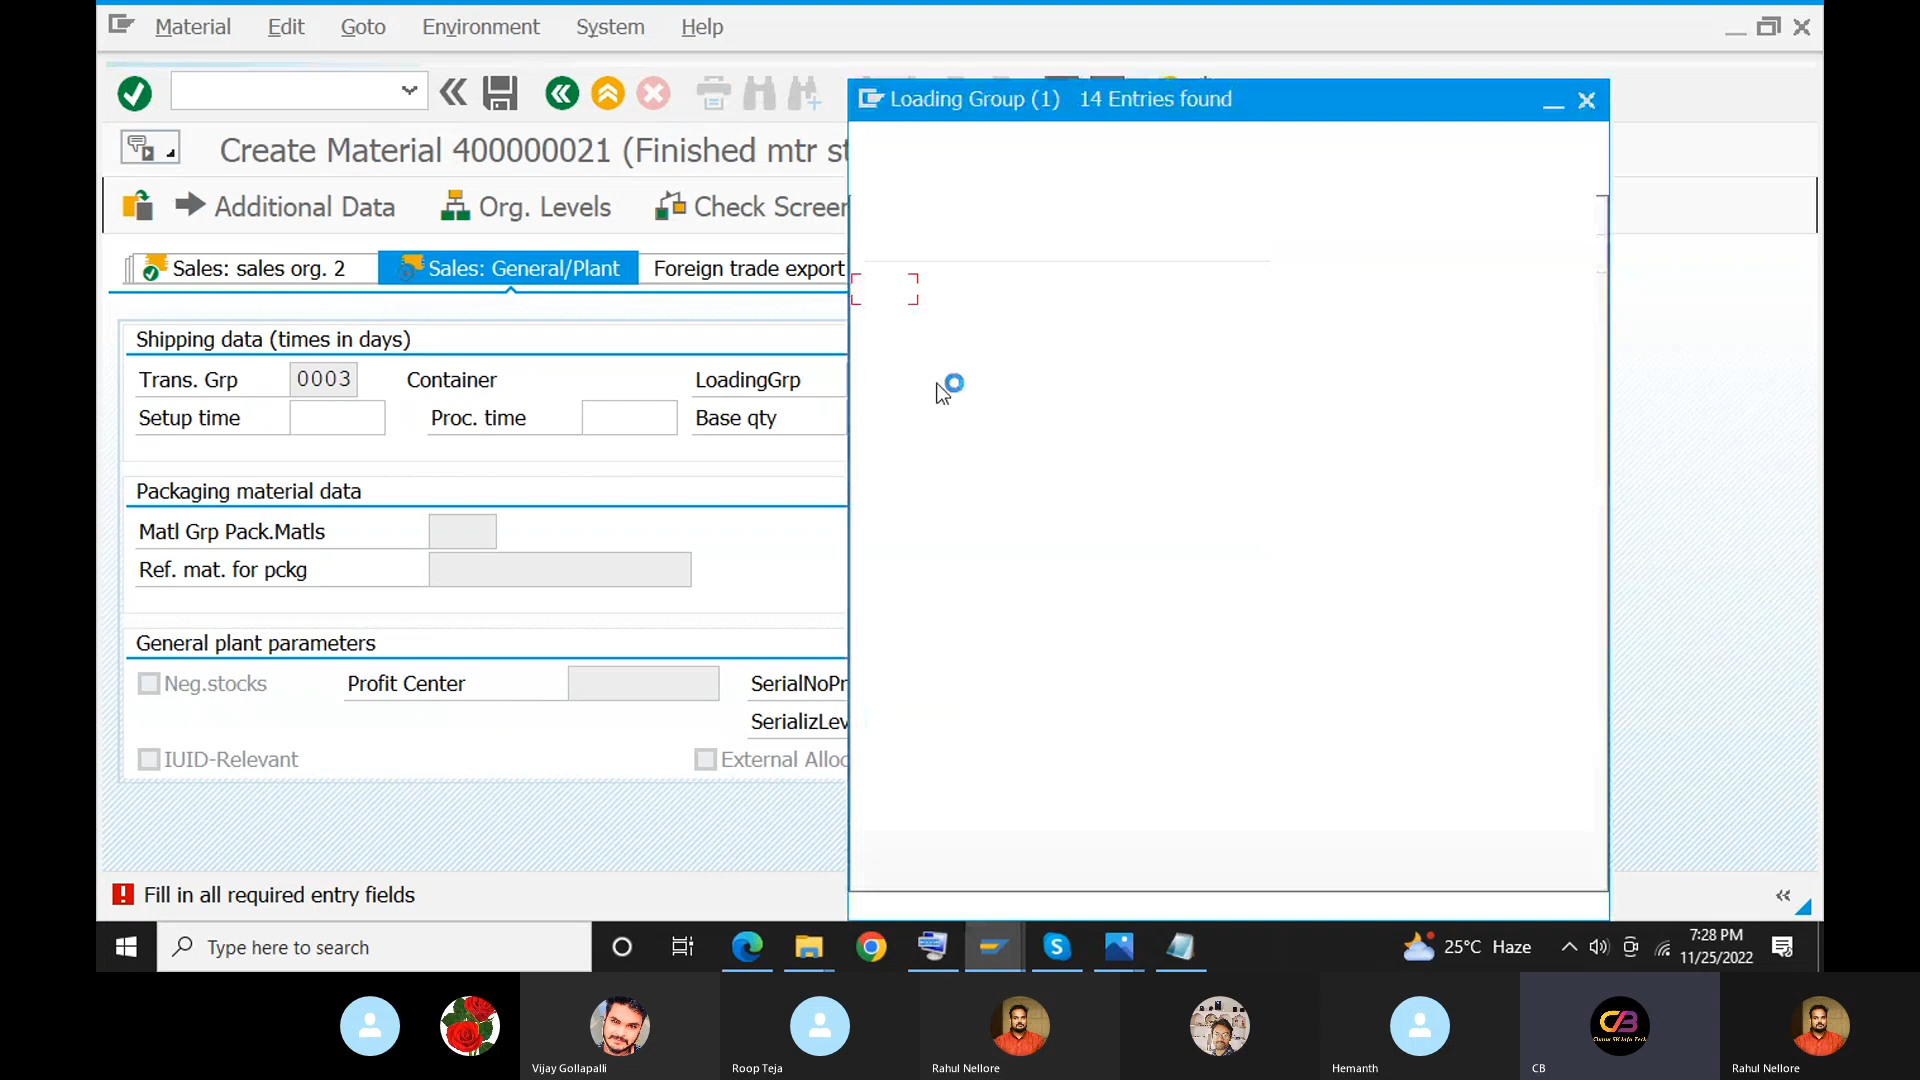 Material Edit Goto Environment System Help
Loading Group (1) 14 Entries found
Create Material 400000021 (Finished mtr
Additional Data Org. Levels Check Screen
Sales: sales org. 2 Sales: General/Plant Foreign trade export
Shipping data (times in days)
Trans. Grp 0003 Container LoadingGrp
Setup time Proc. time Base qty
Packaging material data
Matl Grp Pack.Matls
Ref. mat. for pckg
General plant parameters
Neg.stocks Profit Center SerialNoPr
SerializLev
IUID-Relevant External Alloc
Fill in all required entry fields
Type here to search
25°C Haze
7:28 PM
11/25/2022
CB
Vijay Gollapalli Roop Teja Rahul Nellore Hemanth CB Rahul Nellore